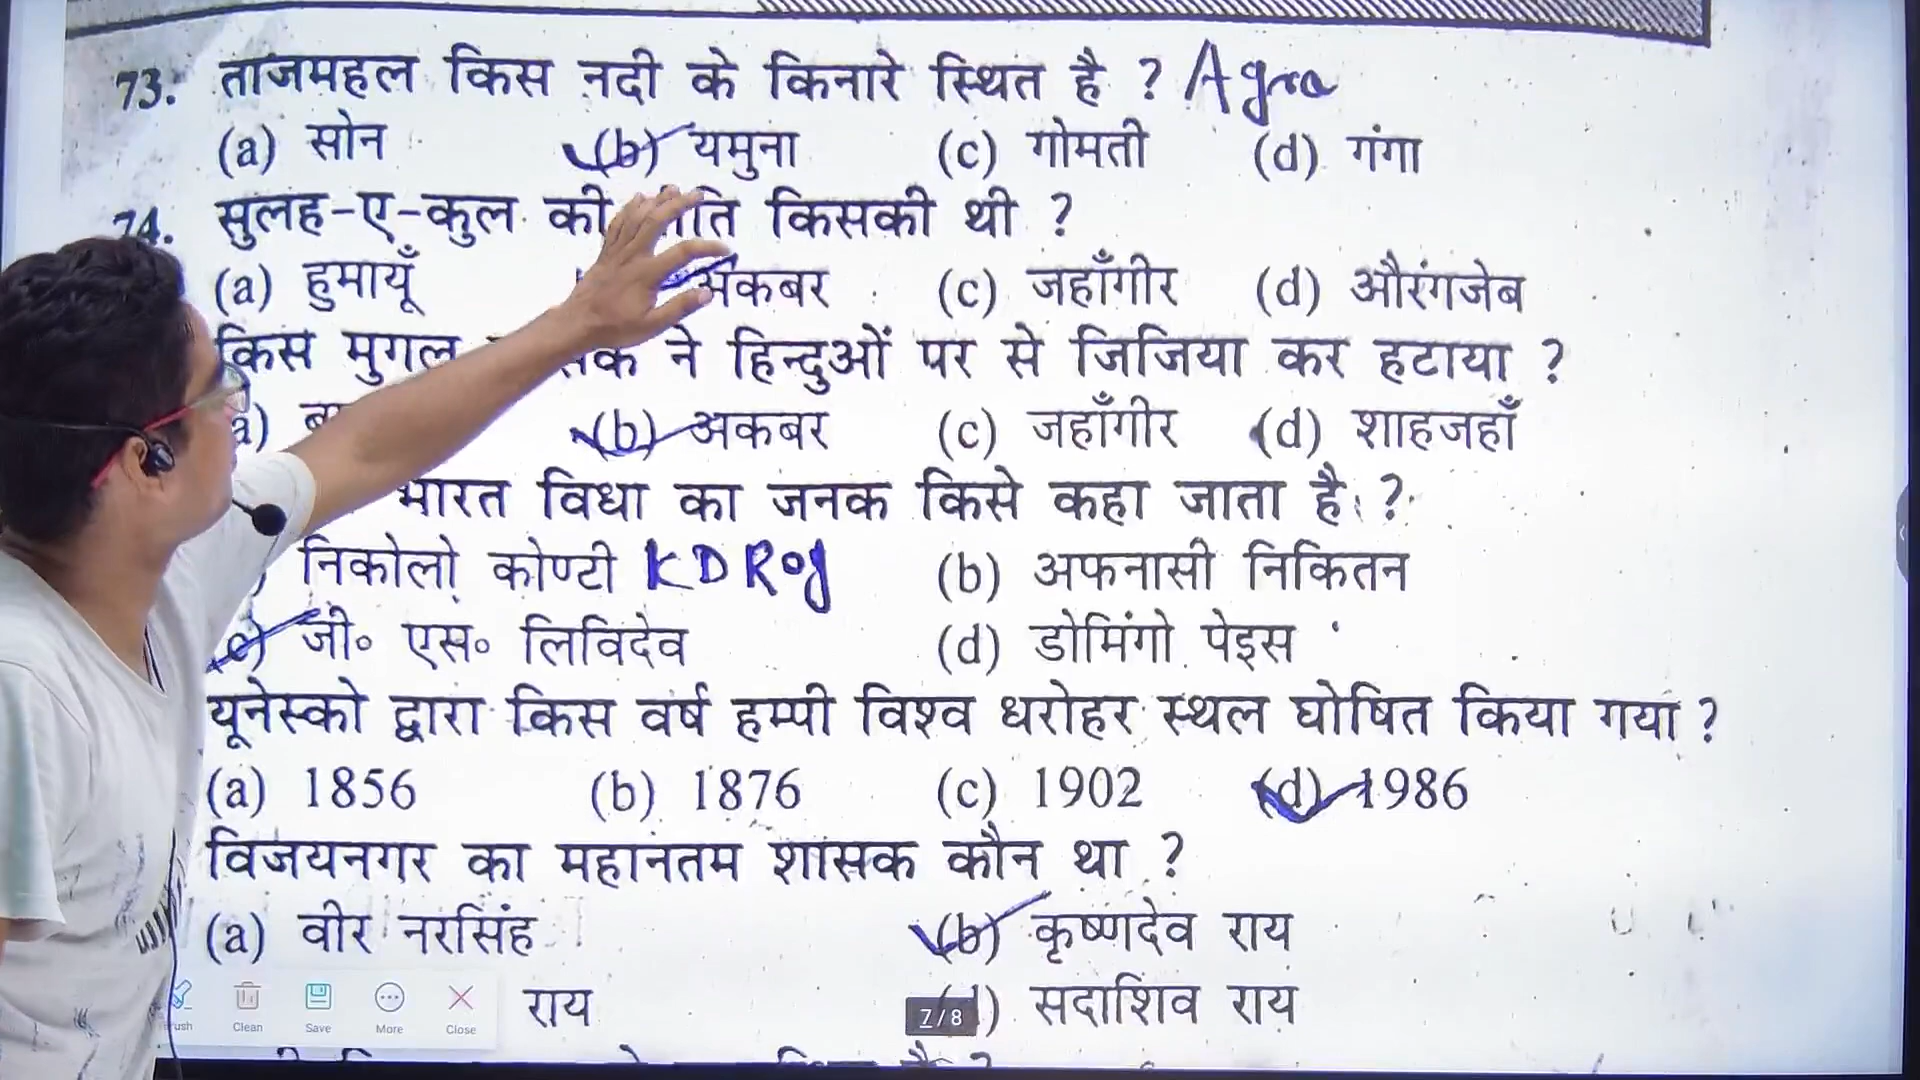 73. ताजमहल किस नदी के किनारे स्थित है ? Agra
(a) सोन (b) यमुना (c) गोमती (d) गंगा
74. सुलह-ए-कुल की किसकी थी ?
(a) हुमायूँ अकबर (c) जहाँगीर (d) औरंगजेब
किस मुगल ने हिन्दुओं पर से जिजिया कर हटाया ?
(b) अकबर (c) जहाँगीर (d) शाहजहाँ
भारत विधा का जनक किसे कहा जाता है ?
निकोलो कोण्टी KD Roy (b) अफनासी निकितन
(c) जी० एस० लिविदेव (d) डोमिंगो पेइस
यूनेस्को द्वारा किस वर्ष हम्पी विश्व धरोहर स्थल घोषित किया गया ?
(a) 1856 (b) 1876 (c) 1902 (d) 1986
विजयनगर का महानतम शासक कौन था ?
(a) वीर नरसिंह (b) कृष्णदेव राय
राय (d) सदाशिव राय
Clean Save More Close
7/8